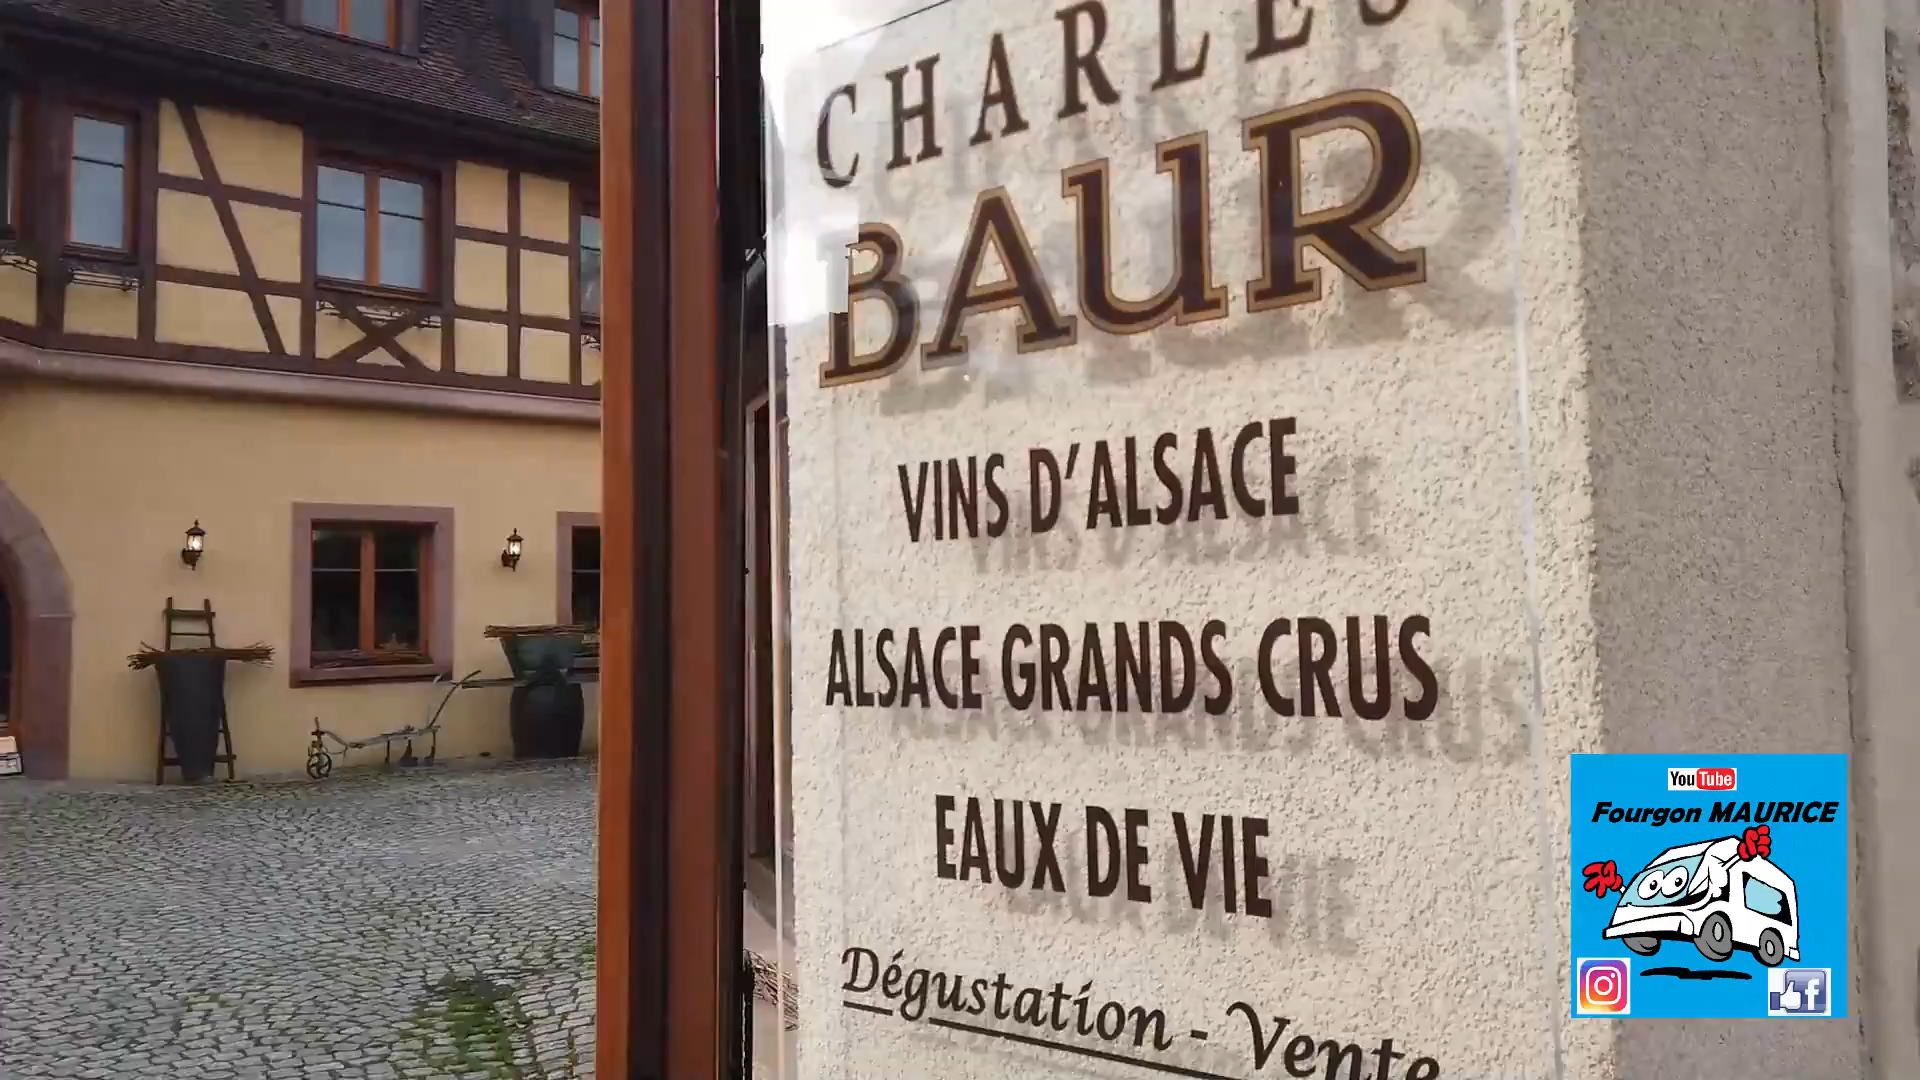 CHARLES
BAUR
VINS D'ALSACE
ALSACE GRANDS CRUS
EAUX DE VIE
Dégustation - Vente
YouTube
Fourgon MAURICE